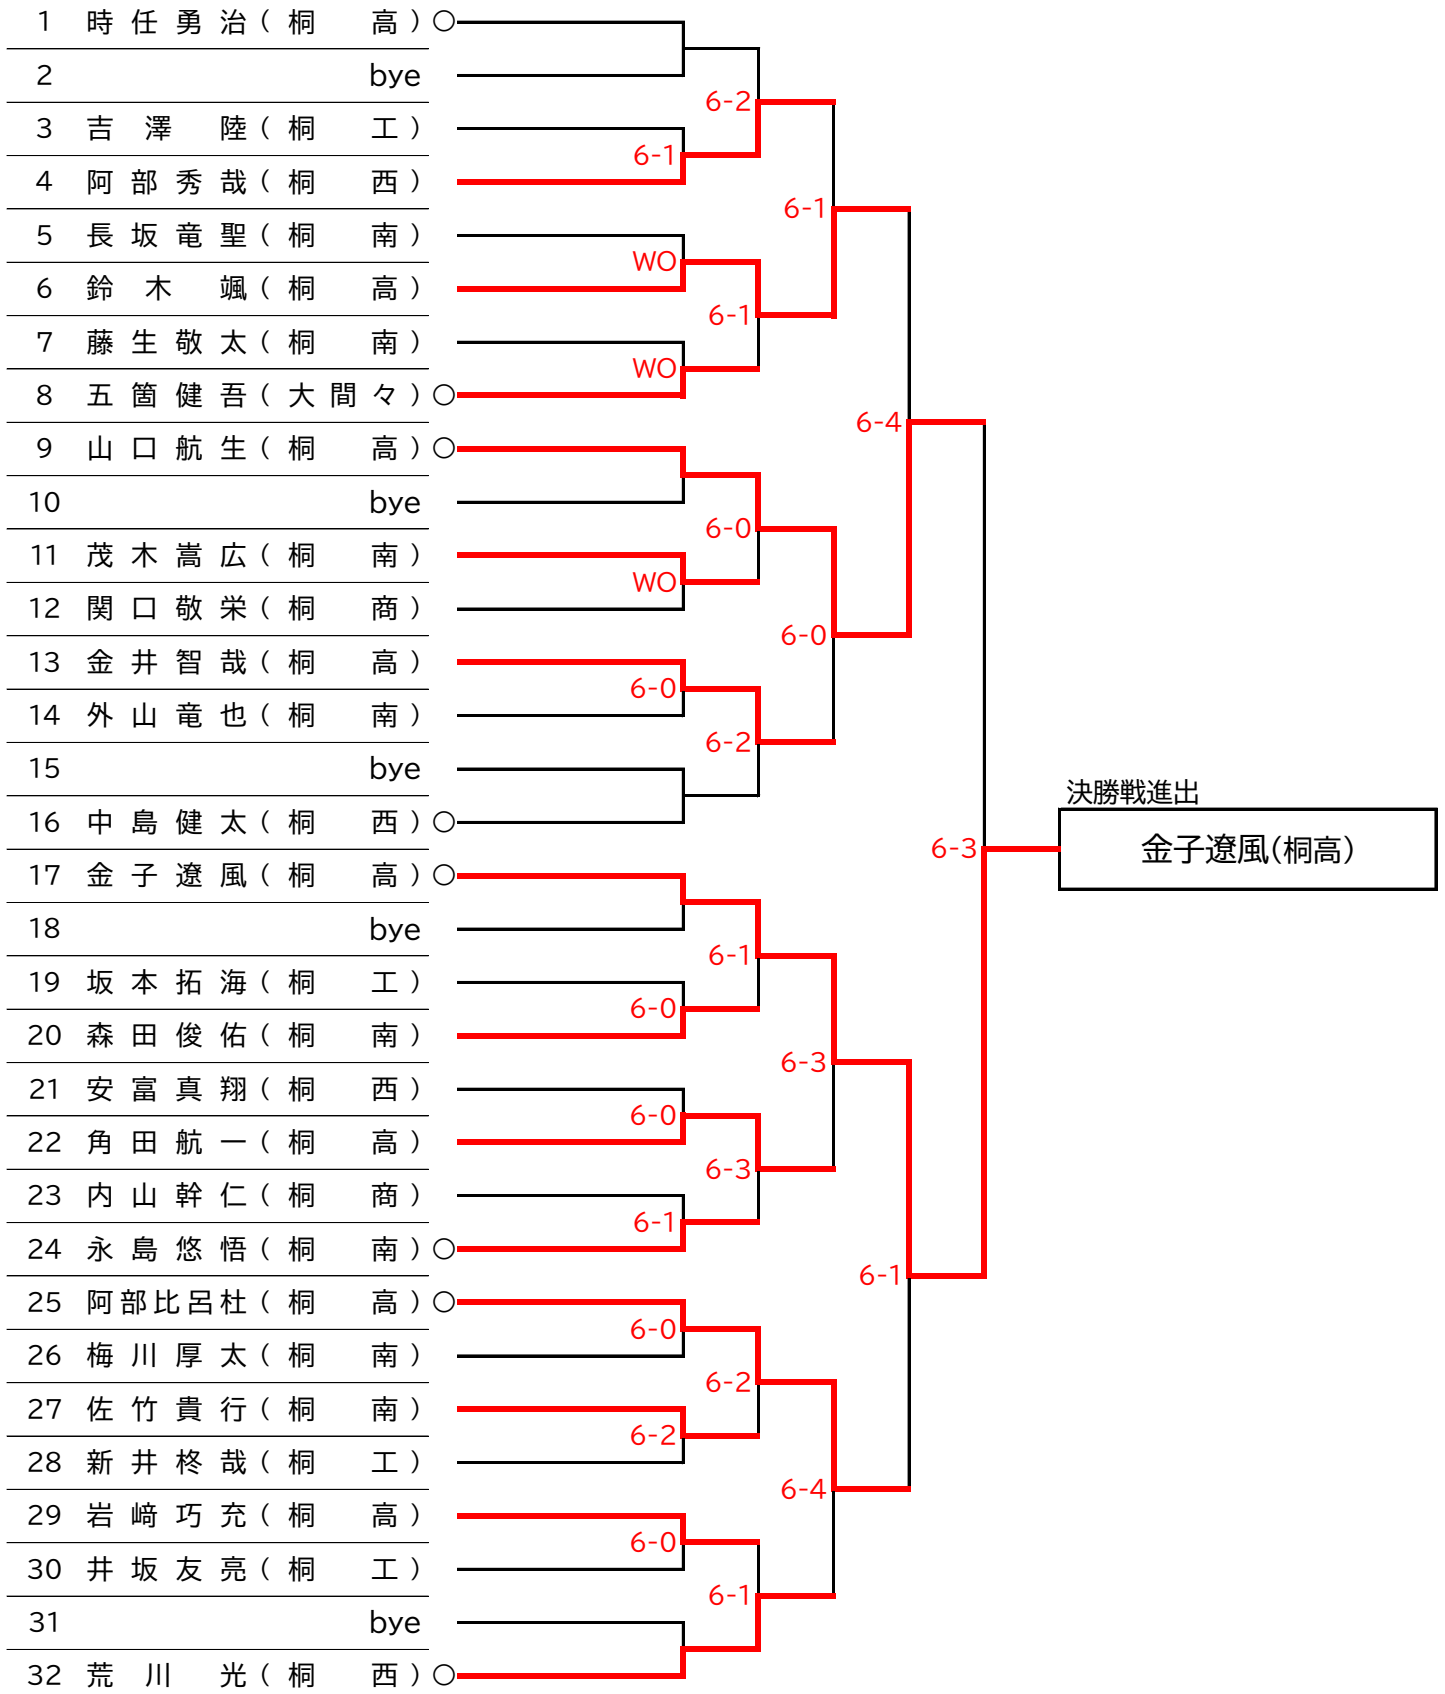 1 時任勇治(桐高)○
2 bye
6-2
3 吉澤陸(桐工)
6-1
4 阿部秀哉(桐西)
6-1
5 長坂竜聖(桐南)
WO
6 鈴木颯(桐高)
6-1
7 藤生敬太(桐南)
WO
8 五箇健吾(大間々)○
6-4
9 山口航生(桐高)○
10 bye
6-0
11 茂木嵩広(桐南)
WO
12 関口敬栄(桐商)
6-0
13 金井智哉(桐高)
6-0
14 外山竜也(桐南)
6-2
15 bye
16 中島健太(桐西)○
決勝戦進出
6-3
金子遼風(桐高)
17 金子遼風(桐高)○
18 bye
6-1
19 坂本拓海(桐工)
6-0
20 森田俊佑(桐南)
6-3
21 安富真翔(桐西)
6-0
22 角田航一(桐高)
6-3
23 内山幹仁(桐商)
6-1
24 永島悠悟(桐南)○
6-1
25 阿部比呂杜(桐高)○
6-0
26 梅川厚太(桐南)
6-2
27 佐竹貴行(桐南)
6-2
28 新井柊哉(桐工)
6-4
29 岩﨑巧充(桐高)
6-0
30 井坂友亮(桐工)
6-1
31 bye
32 荒川光(桐西)○